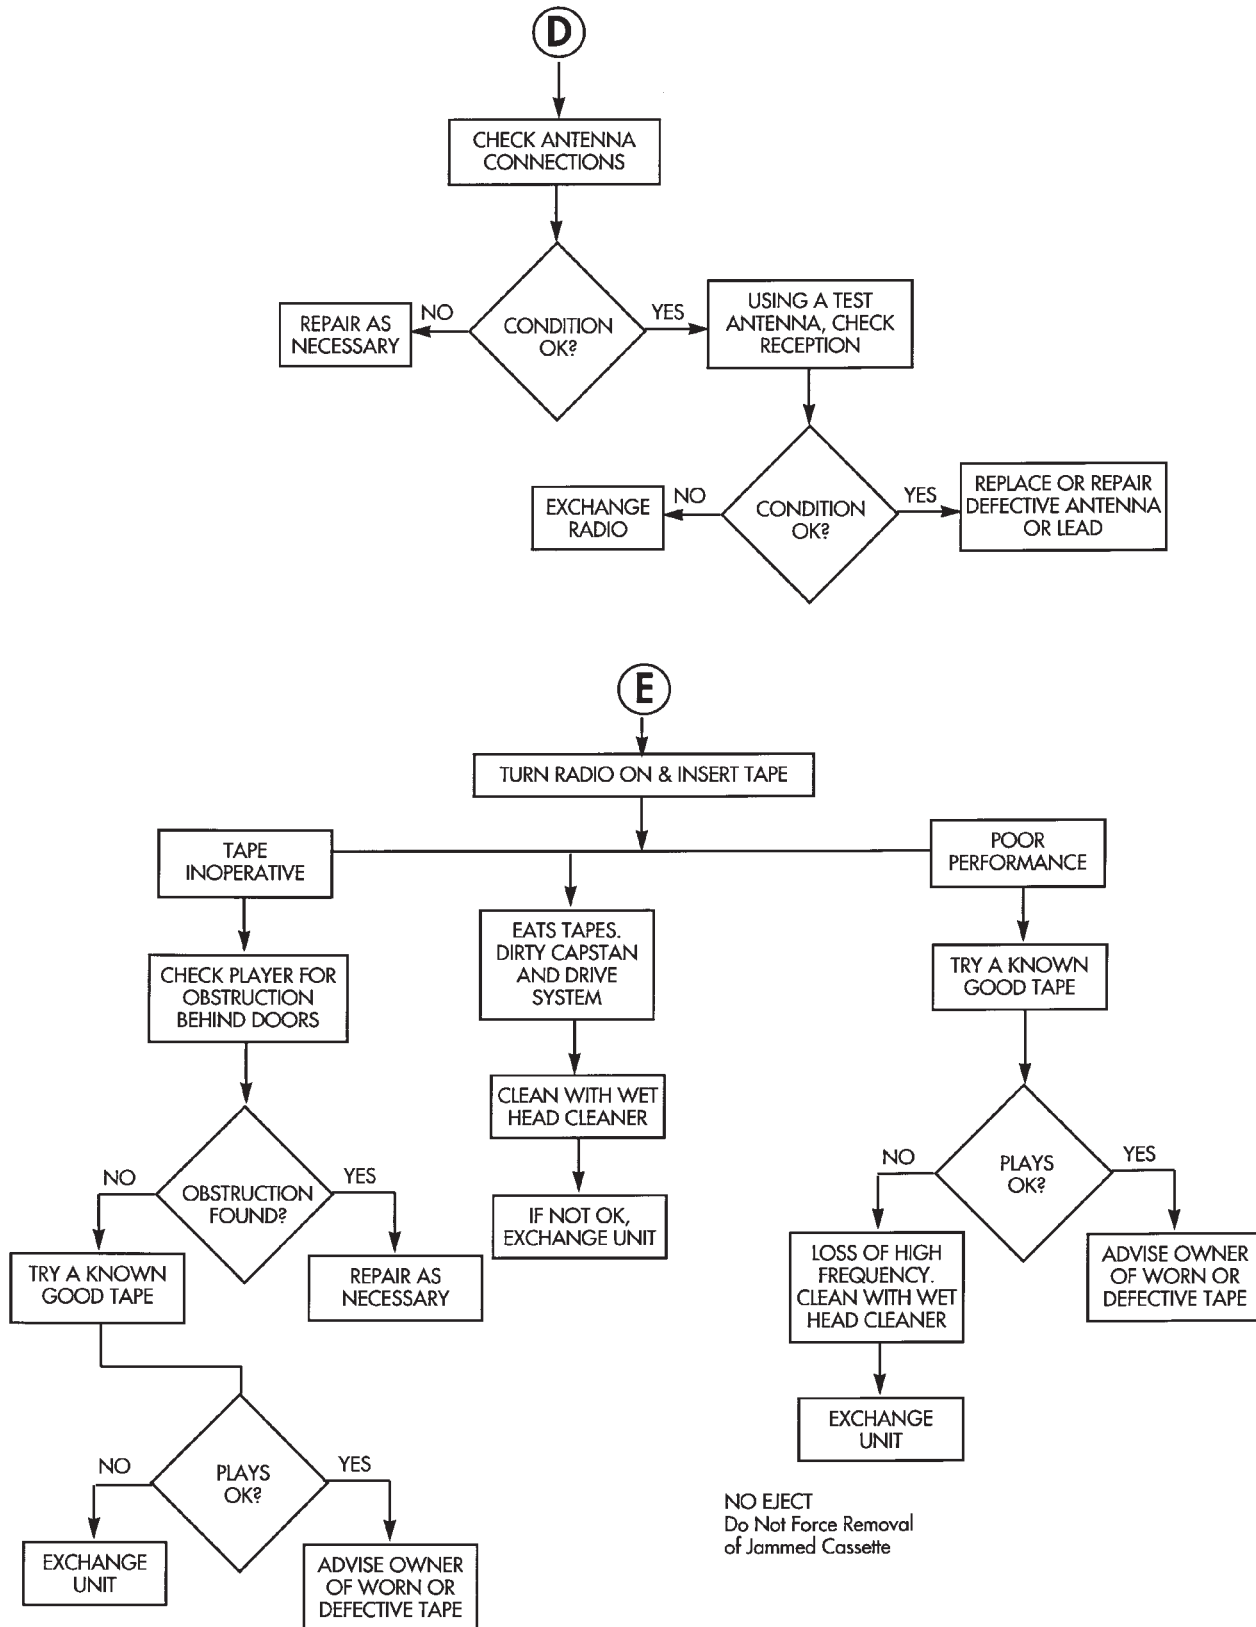 D
CHECK ANTENNA
CONNECTIONS
REPAIR AS
NECESSARY
NO
CONDITION
OK?
YES
USING A TEST
ANTENNA, CHECK
RECEPTION
EXCHANGE
RADIO
NO
CONDITION
OK?
YES
REPLACE OR REPAIR
DEFECTIVE ANTENNA
OR LEAD
E
TURN RADIO ON & INSERT TAPE
TAPE
INOPERATIVE
POOR
PERFORMANCE
CHECK PLAYER FOR
OBSTRUCTION
BEHIND DOORS
EATS TAPES.
DIRTY CAPSTAN
AND DRIVE
SYSTEM
TRY A KNOWN
GOOD TAPE
CLEAN WITH WET
HEAD CLEANER
NO
OBSTRUCTION
FOUND?
YES
IF NOT OK,
EXCHANGE UNIT
NO
PLAYS
OK?
YES
TRY A KNOWN
GOOD TAPE
REPAIR AS
NECESSARY
LOSS OF HIGH
FREQUENCY.
CLEAN WITH WET
HEAD CLEANER
ADVISE OWNER
OF WORN OR
DEFECTIVE TAPE
EXCHANGE
UNIT
NO
PLAYS
OK?
YES
EXCHANGE
UNIT
ADVISE OWNER
OF WORN OR
DEFECTIVE TAPE
NO EJECT
Do Not Force Removal
of Jammed Cassette